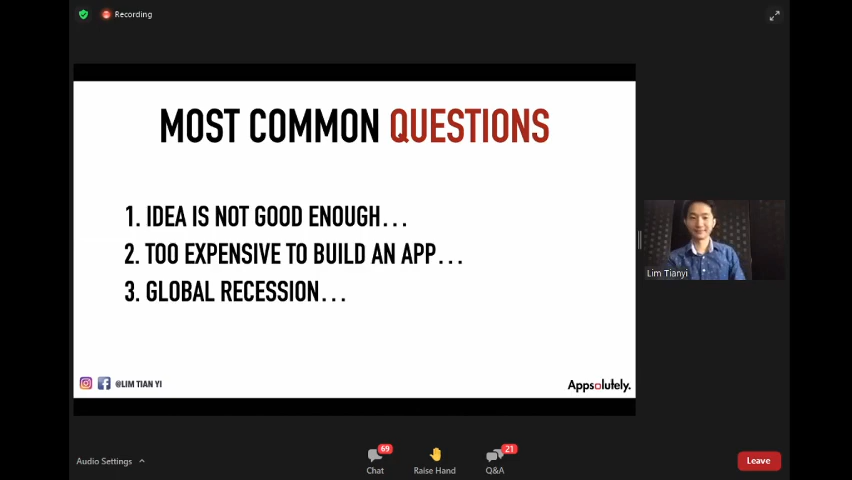 Recording
MOST COMMON QUESTIONS
1. IDEA IS NOT GOOD ENOUGH...
2. TOO EXPENSIVE TO BUILD AN APP...
3. GLOBAL RECESSION...
@LIM TIAN YI
Appsolutely.
Lim Tianyi
Audio Settings
69
Chat
Raise Hand
21
Q&A
Leave